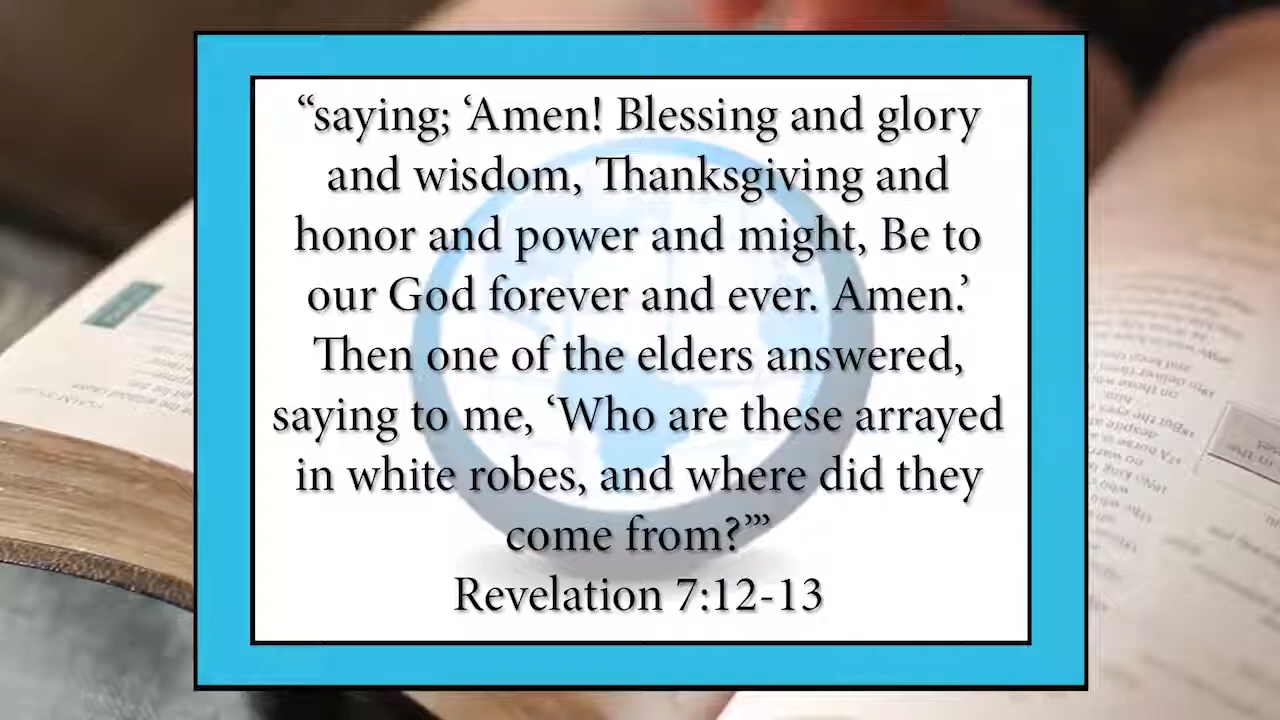 “saying; ‘Amen! Blessing and glory
and wisdom, Thanksgiving and
honor and power and might, Be to
our God forever and ever. Amen.’
Then one of the elders answered,
saying to me, ‘Who are these arrayed
in white robes, and where did they
come from?’”
Revelation 7:12-13